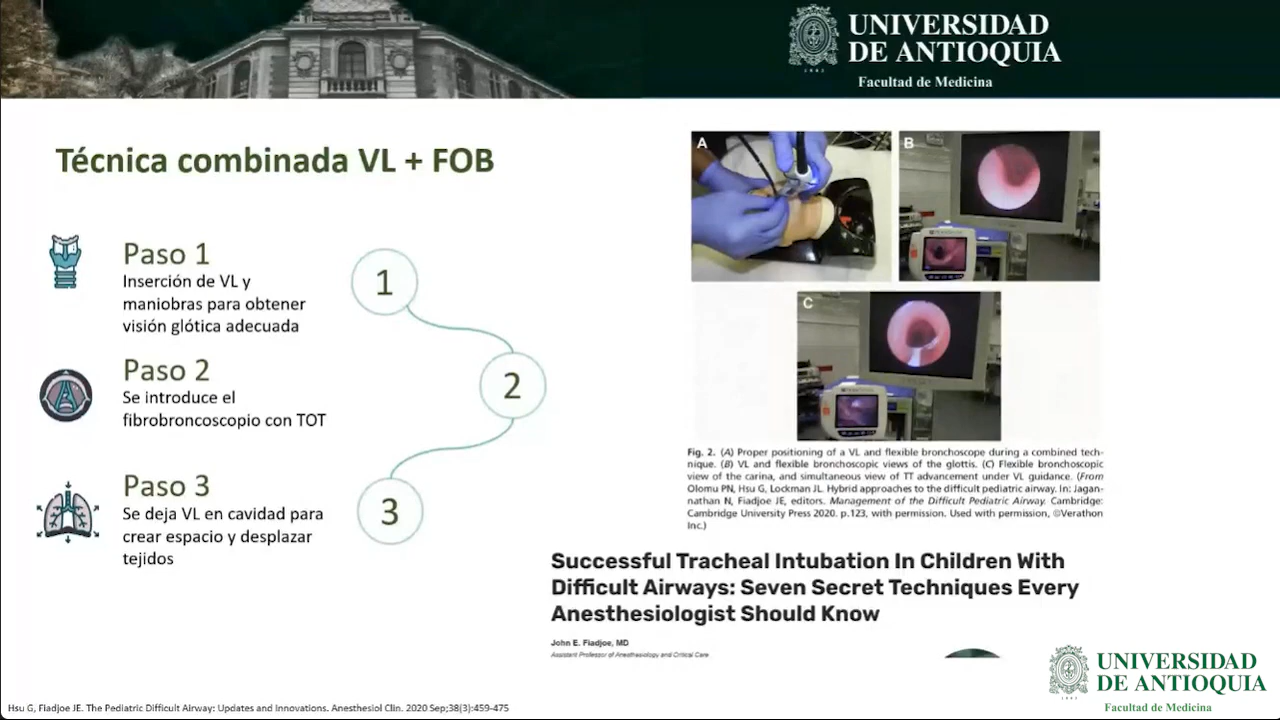 UNIVERSIDAD
DE ANTIOQUIA
1803
Facultad de Medicina
Técnica combinada VL + FOB
Paso 1
Inserción de VL y
maniobras para obtener
visión glótica adecuada
Paso 2
Se introduce el
fibrobroncoscopio con TOT
Paso 3
Se deja VL en cavidad para
crear espacio y desplazar
tejidos
1
2
3
A
B
C
Fig. 2. (A) Proper positioning of a VL and flexible bronchoscope during a combined tech-
nique. (B) VL and flexible bronchoscopic views of the glottis. (C) Flexible bronchoscopic
view of the carina, and simultaneous view of TT advancement under VL guidance. (From
Olomu PN, Hsu G, Lockman JL. Hybrid approaches to the difficult pediatric airway. In: Jagan-
nathan N, Fiadjoe JE, editors. Management of the Difficult Pediatric Airway. Cambridge:
Cambridge University Press 2020. p.123, with permission. Used with permission, ©Verathon
Inc.)
Successful Tracheal Intubation In Children With
Difficult Airways: Seven Secret Techniques Every
Anesthesiologist Should Know
John E. Fiadjoe, MD
Assistant Professor of Anesthesiology and Critical Care
UNIVERSIDAD
DE ANTIOQUIA
Facultad de Medicina
Hsu G, Fiadjoe JE. The Pediatric Difficult Airway: Updates and Innovations. Anesthesiol Clin. 2020 Sep;38(3):459-475